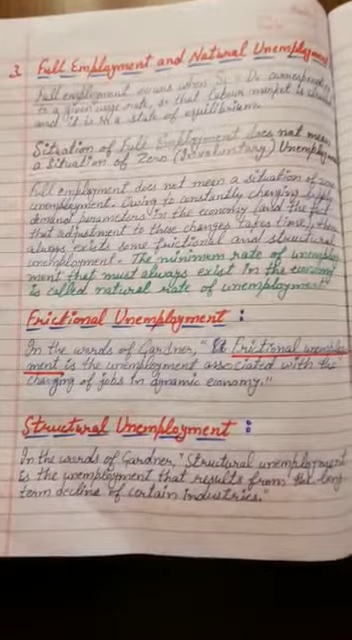 3. Full Employment and Natural Unemployment
Full employment occurs when SL = DL corresponding
to a given wage rate, so that labour market is cleared
and it is in a state of equilibrium.
Situation of Full Employment does not mean
a Situation of Zero (Involuntary) Unemployment
Full employment does not mean a situation of zero
unemployment. Owing to constantly changing supply
demand parameters in the economy (and the fact
that adjustment to these changes takes time), there
always exists some frictional and structural
unemployment. The minimum rate of unemploy-
ment that must always exist in the economy
is called natural rate of unemployment.
Frictional Unemployment :
In the words of Gardner, " Frictional unemploy-
ment is the unemployment associated with the
changing of jobs in dynamic economy."
Structural Unemployment :
In the words of Gardner, "Structural unemployment
is the unemployment that results from the long
term decline of certain Industries."